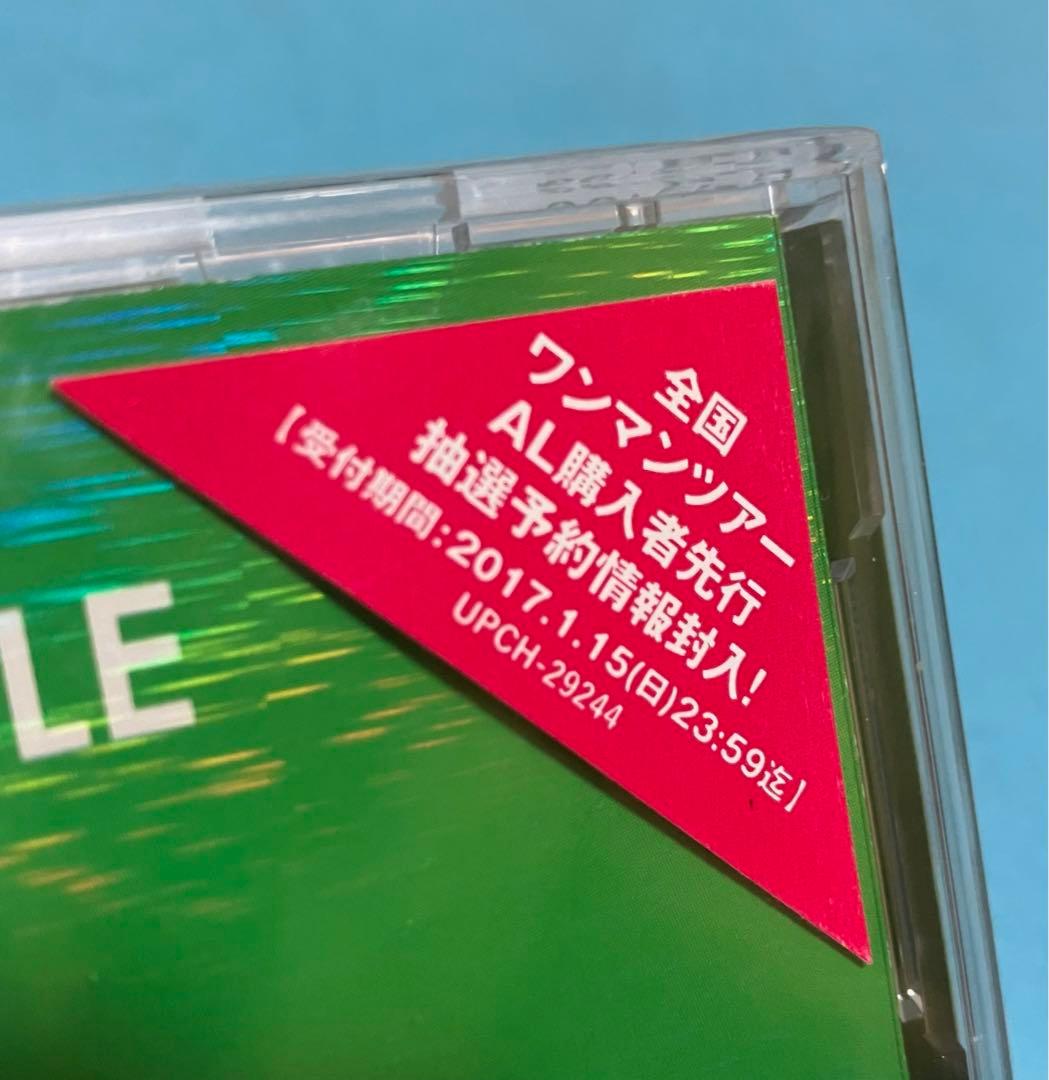 全国
ワンマンツアー
AL購入者先行
抽選予約情報封入!
【受付期間:2017.1.15(日)23:59迄】
UPCH-29244
LE